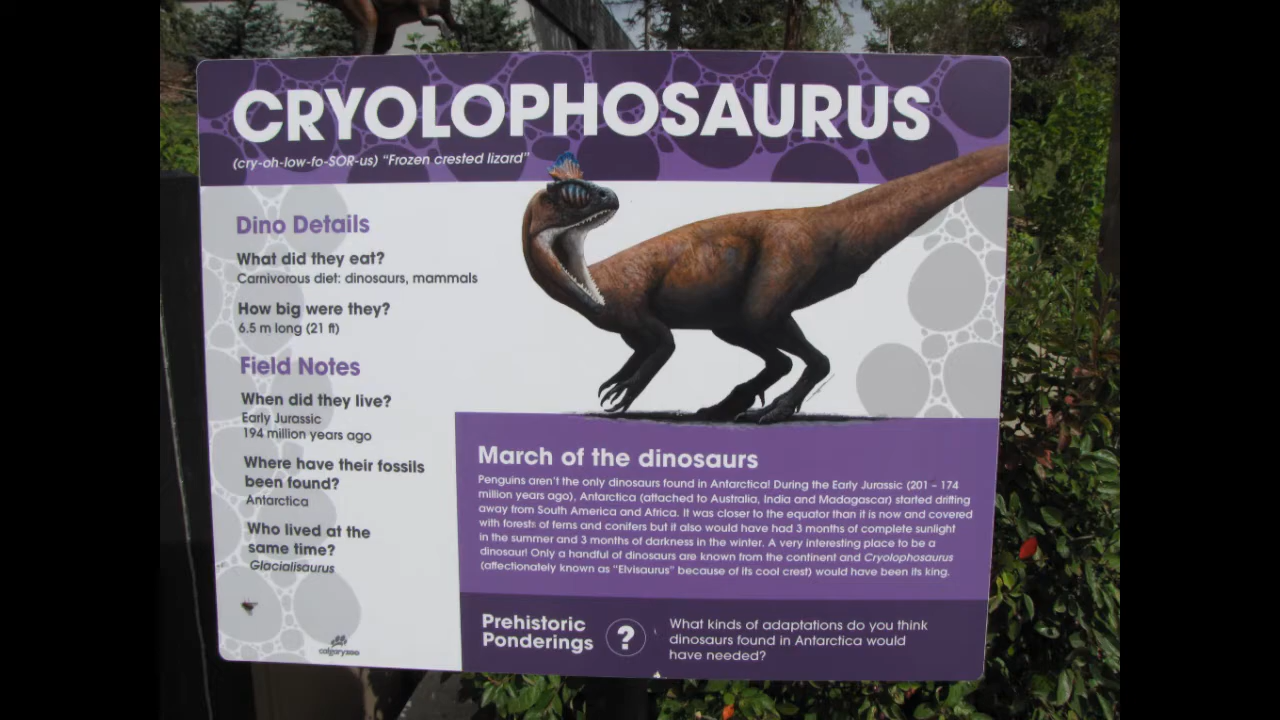 CRYOLOPHOSAURUS
(cry-oh-low-fo-SOR-us) "Frozen crested lizard"
Dino Details
What did they eat?
Carnivorous diet: dinosaurs, mammals
How big were they?
6.5 m long (21 ft)
Field Notes
When did they live?
Early Jurassic
194 million years ago
Where have their fossils
been found?
Antarctica
Who lived at the
same time?
Glacialisaurus
calgaryzoo
March of the dinosaurs
Penguins aren't the only dinosaurs found in Antarctica! During the Early Jurassic (201 - 174
million years ago), Antarctica (attached to Australia, India and Madagascar) started drifting
away from South America and Africa. It was closer to the equator than it is now and covered
with forests of ferns and conifers but it also would have had 3 months of complete sunlight
in the summer and 3 months of darkness in the winter. A very interesting place to be a
dinosaur! Only a handful of dinosaurs are known from the continent and Cryolophosaurus
(affectionately known as "Elvisaurus" because of its cool crest) would have been its king.
Prehistoric
Ponderings
?
What kinds of adaptations do you think
dinosaurs found in Antarctica would
have needed?